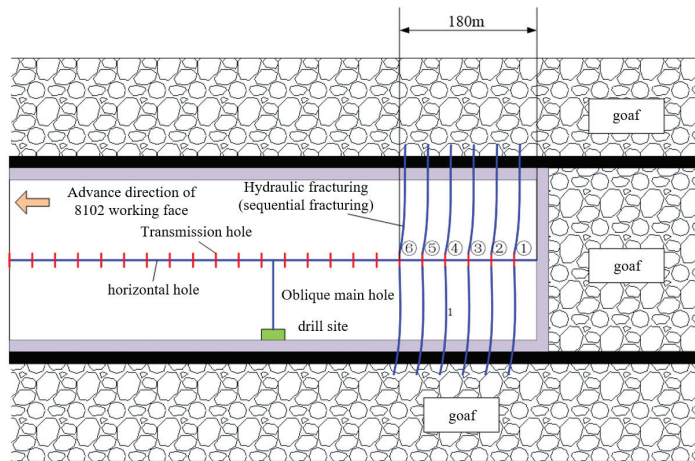 180m
goaf
Hydraulic fracturing
(sequential fracturing)
Advance direction of
8102 working face
Transmission hole
⑥ ⑤ ④ ③ ② ①
goaf
horizontal hole
Oblique main hole
1
drill site
goaf